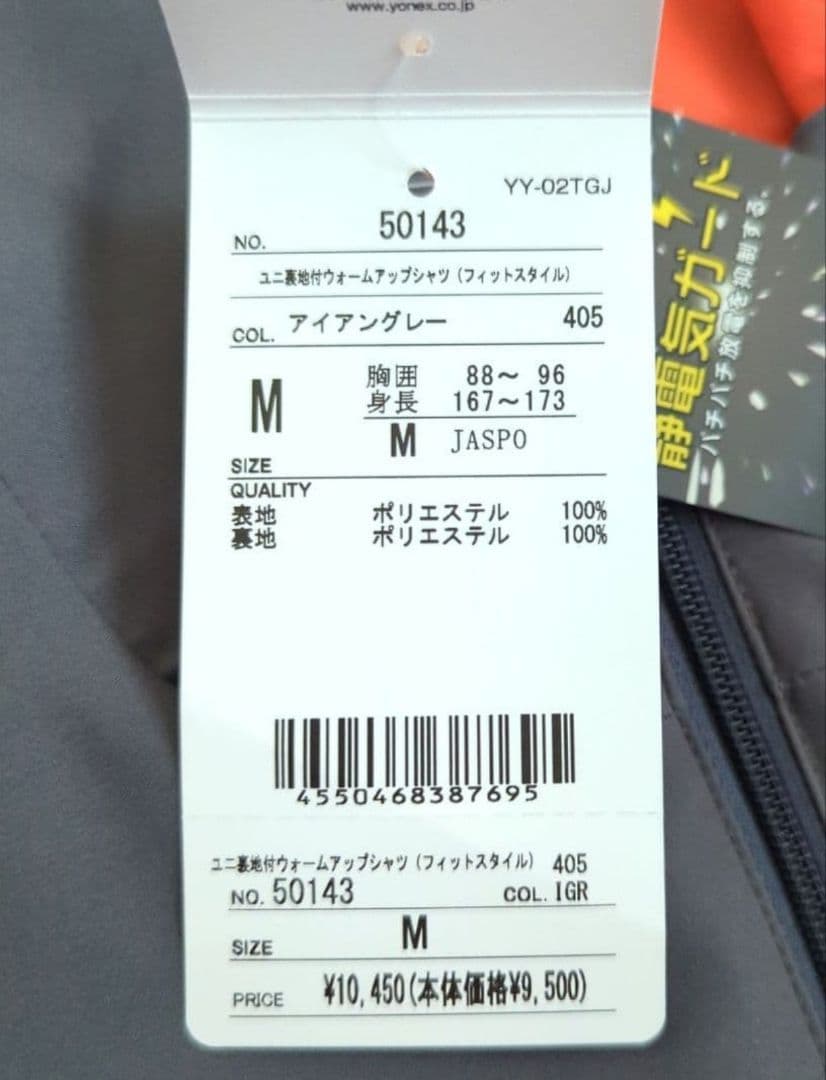 www.yonex.co.jp
YY-02TGJ
NO. 50143
ユニ裏地付ウォームアップシャツ(フィットスタイル)
COL. アイアングレー 405
M 胸囲 88〜 96
身長 167〜173
M JASPO
SIZE
QUALITY
表地 ポリエステル 100%
裏地 ポリエステル 100%
4550468387695
ユニ裏地付ウォームアップシャツ(フィットスタイル) 405
NO. 50143 COL. IGR
SIZE M
PRICE ¥10,450(本体価格¥9,500)
静電気ガード
パチパチ放電を抑制する。